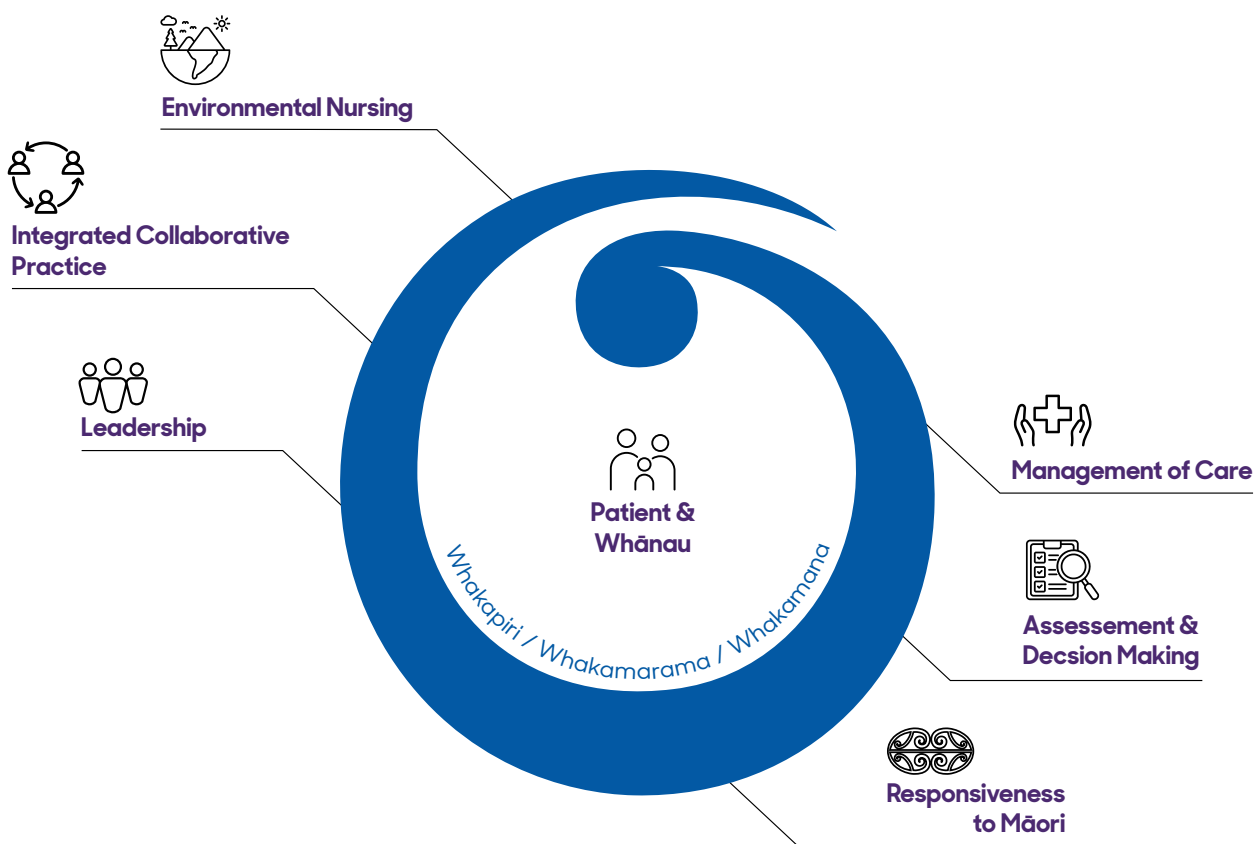 Environmental Nursing
Integrated Collaborative
Practice
Leadership
Patient &
Whānau
Whakapiri / Whakamarama / Whakamana
Management of Care
Assessement &
Decsion Making
Responsiveness
to Māori